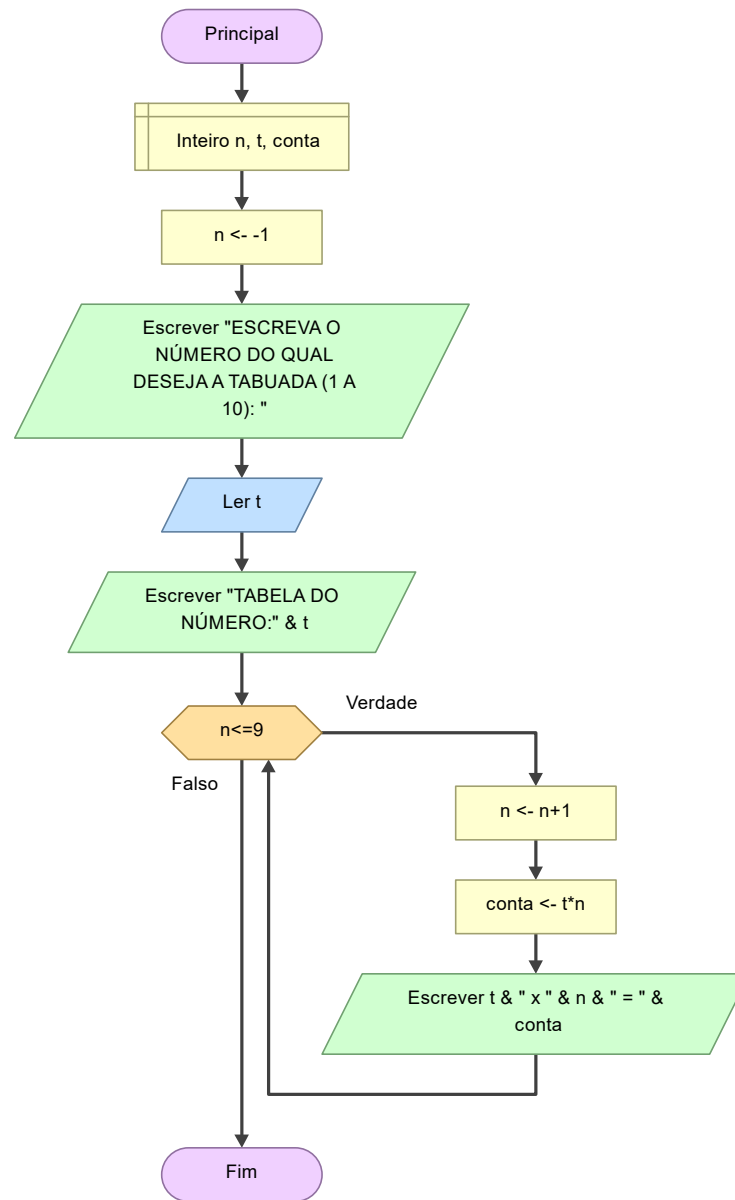 Principal
Inteiro n, t, conta
n <- -1
Escrever "ESCREVA O
NÚMERO DO QUAL
DESEJA A TABUADA (1 A
10): "
Ler t
Escrever "TABELA DO
NÚMERO:" & t
n<=9
Verdade
Falso
n <- n+1
conta <- t*n
Escrever t & " x " & n & " = " &
conta
Fim